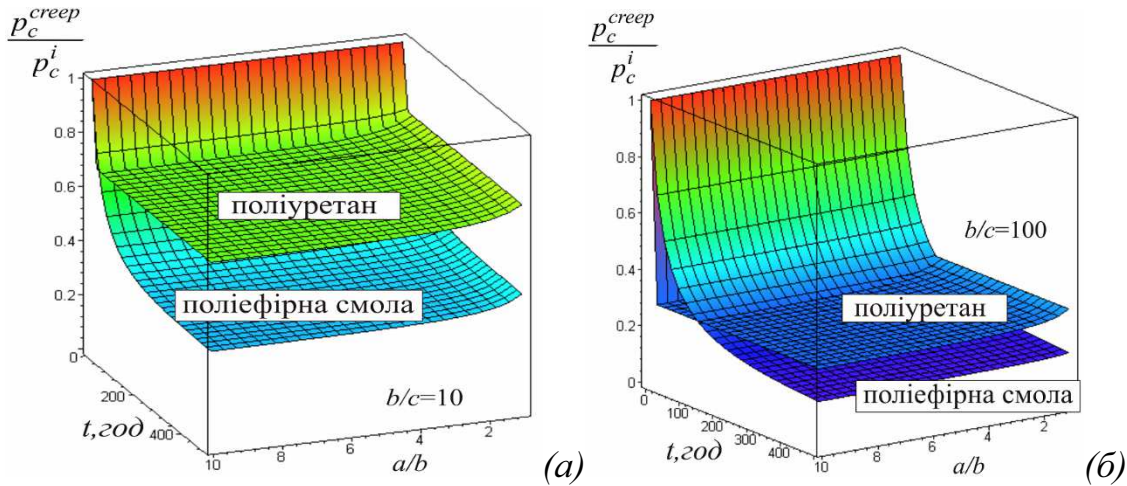 p_c^creep
p_c^i
1
0.8
0.6
0.4
0.2
0
200
400
t,год
10
8
6
4
2
a/b
поліуретан
поліефірна смола
b/c=10
(а)
p_c^creep
p_c^i
1
0.8
0.6
0.4
0.2
0
0
100
200
300
400
t,год
10
8
6
4
2
a/b
b/c=100
поліуретан
поліефірна смола
(б)